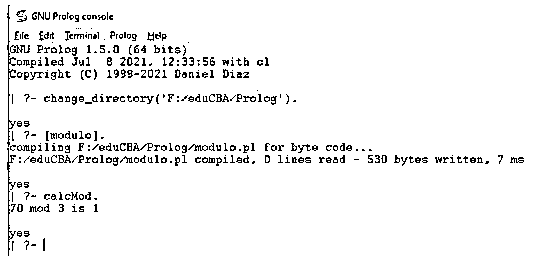 GNU Prolog console
File Edit Terminal Prolog Help
GNU Prolog 1.5.0 (64 bits)
Compiled Jul 8 2021, 12:33:56 with cl
Copyright (C) 1999-2021 Daniel Diaz
| ?- change_directory('F:/eduCBA/Prolog').
yes
| ?- [modulo].
compiling F:/eduCBA/Prolog/modulo.pl for byte code...
F:/eduCBA/Prolog/modulo.pl compiled, 0 lines read - 530 bytes written, 7 ms
yes
| ?- calcMod.
70 mod 3 is 1
yes
| ?-